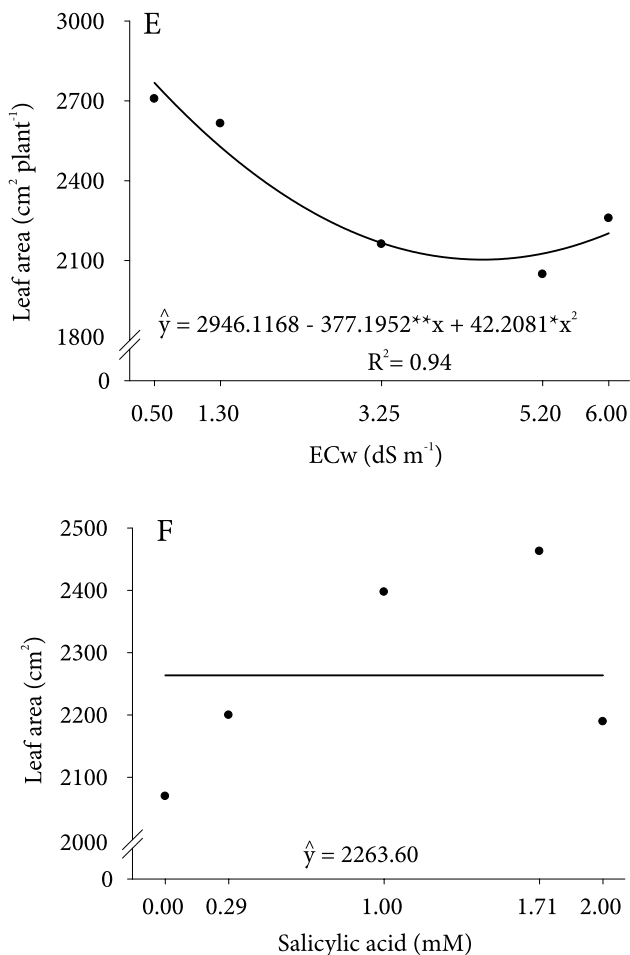 E
3000
2700
2400
2100
1800
0
Leaf area (cm² plant⁻¹)
ŷ = 2946.1168 - 377.1952**x + 42.2081*x²
R²= 0.94
0.50 1.30 3.25 5.20 6.00
ECw (dS m⁻¹)
F
2500
2400
2300
2200
2100
2000
0
Leaf area (cm²)
ŷ = 2263.60
0.00 0.29 1.00 1.71 2.00
Salicylic acid (mM)